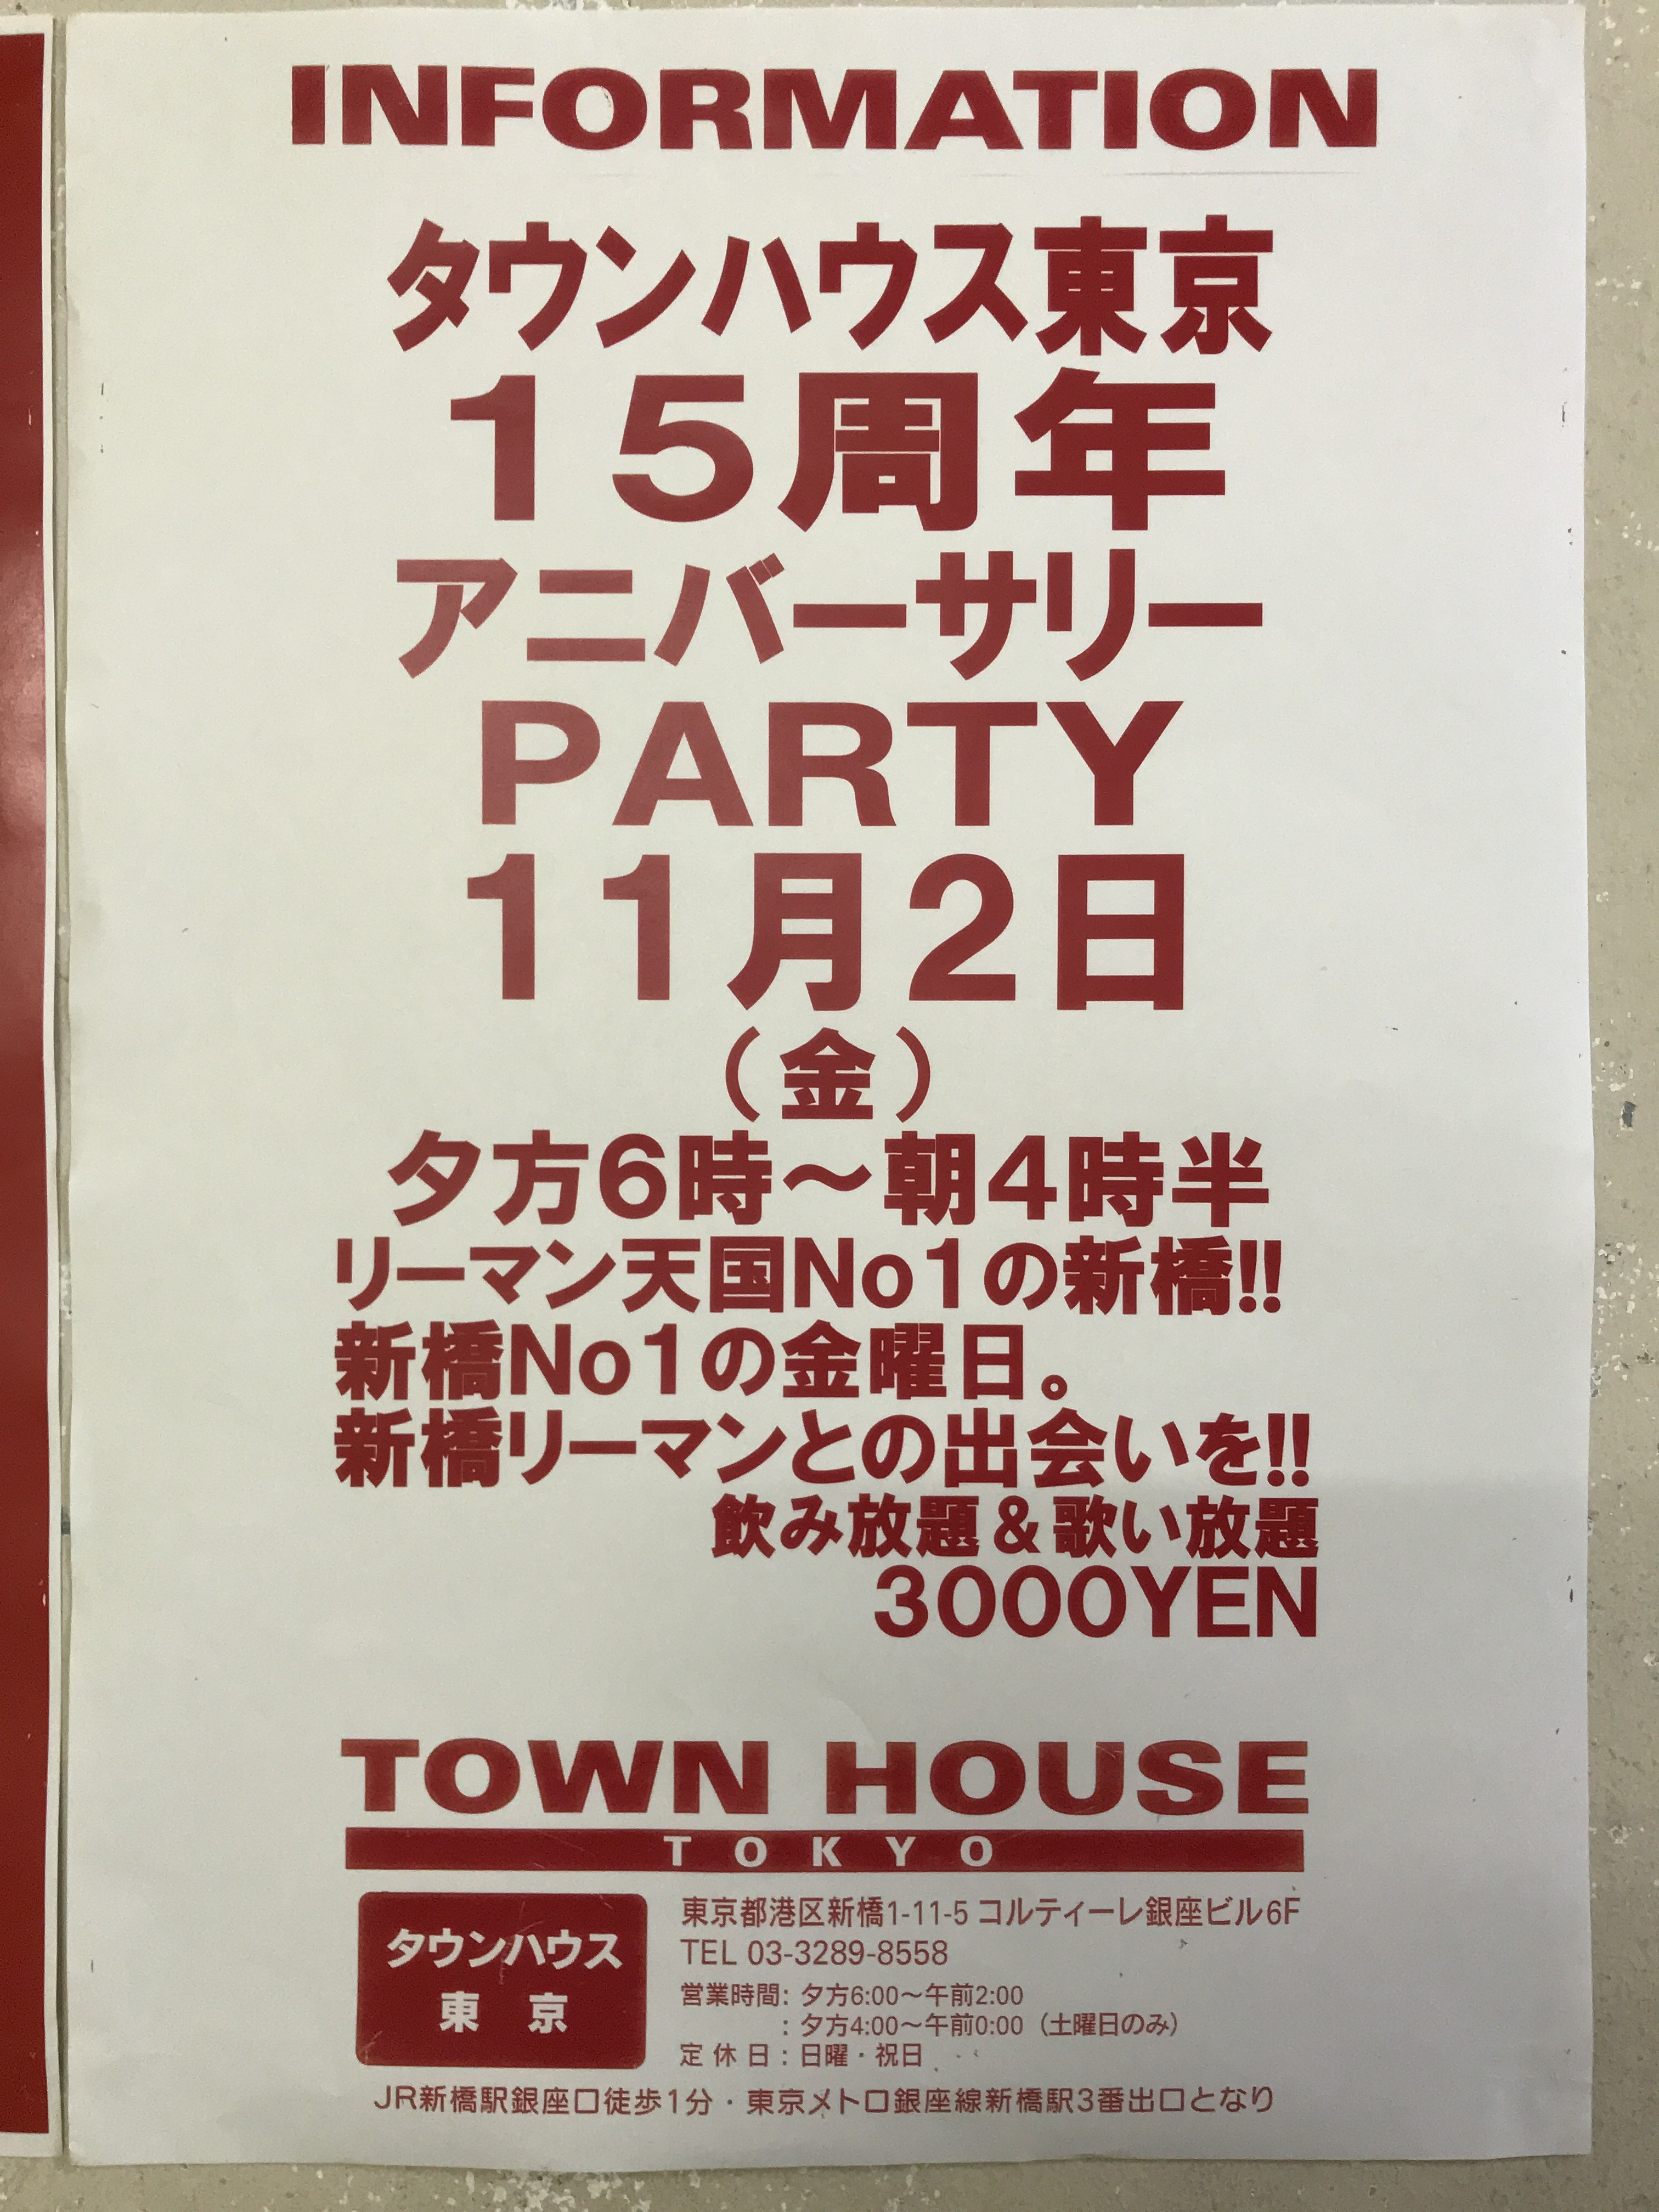 INFORMATION
タウンハウス東京
15周年
アニバーサリー
PARTY
11月2日
（金）
夕方6時～朝4時半
リーマン天国No1の新橋!!
新橋No1の金曜日。
新橋リーマンとの出会いを!!
飲み放題＆歌い放題
3000YEN
TOWN HOUSE
TOKYO
タウンハウス
東京
東京都港区新橋1-11-5 コルティーレ銀座ビル6F
TEL 03-3289-8558
営業時間: 夕方6:00～午前2:00
: 夕方4:00～午前0:00（土曜日のみ）
定休日: 日曜・祝日
JR新橋駅銀座口徒歩1分・東京メトロ銀座線新橋駅3番出口となり